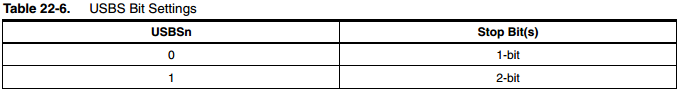 Table 22-6. USBS Bit Settings
USBSn Stop Bit(s)
0 1-bit
1 2-bit